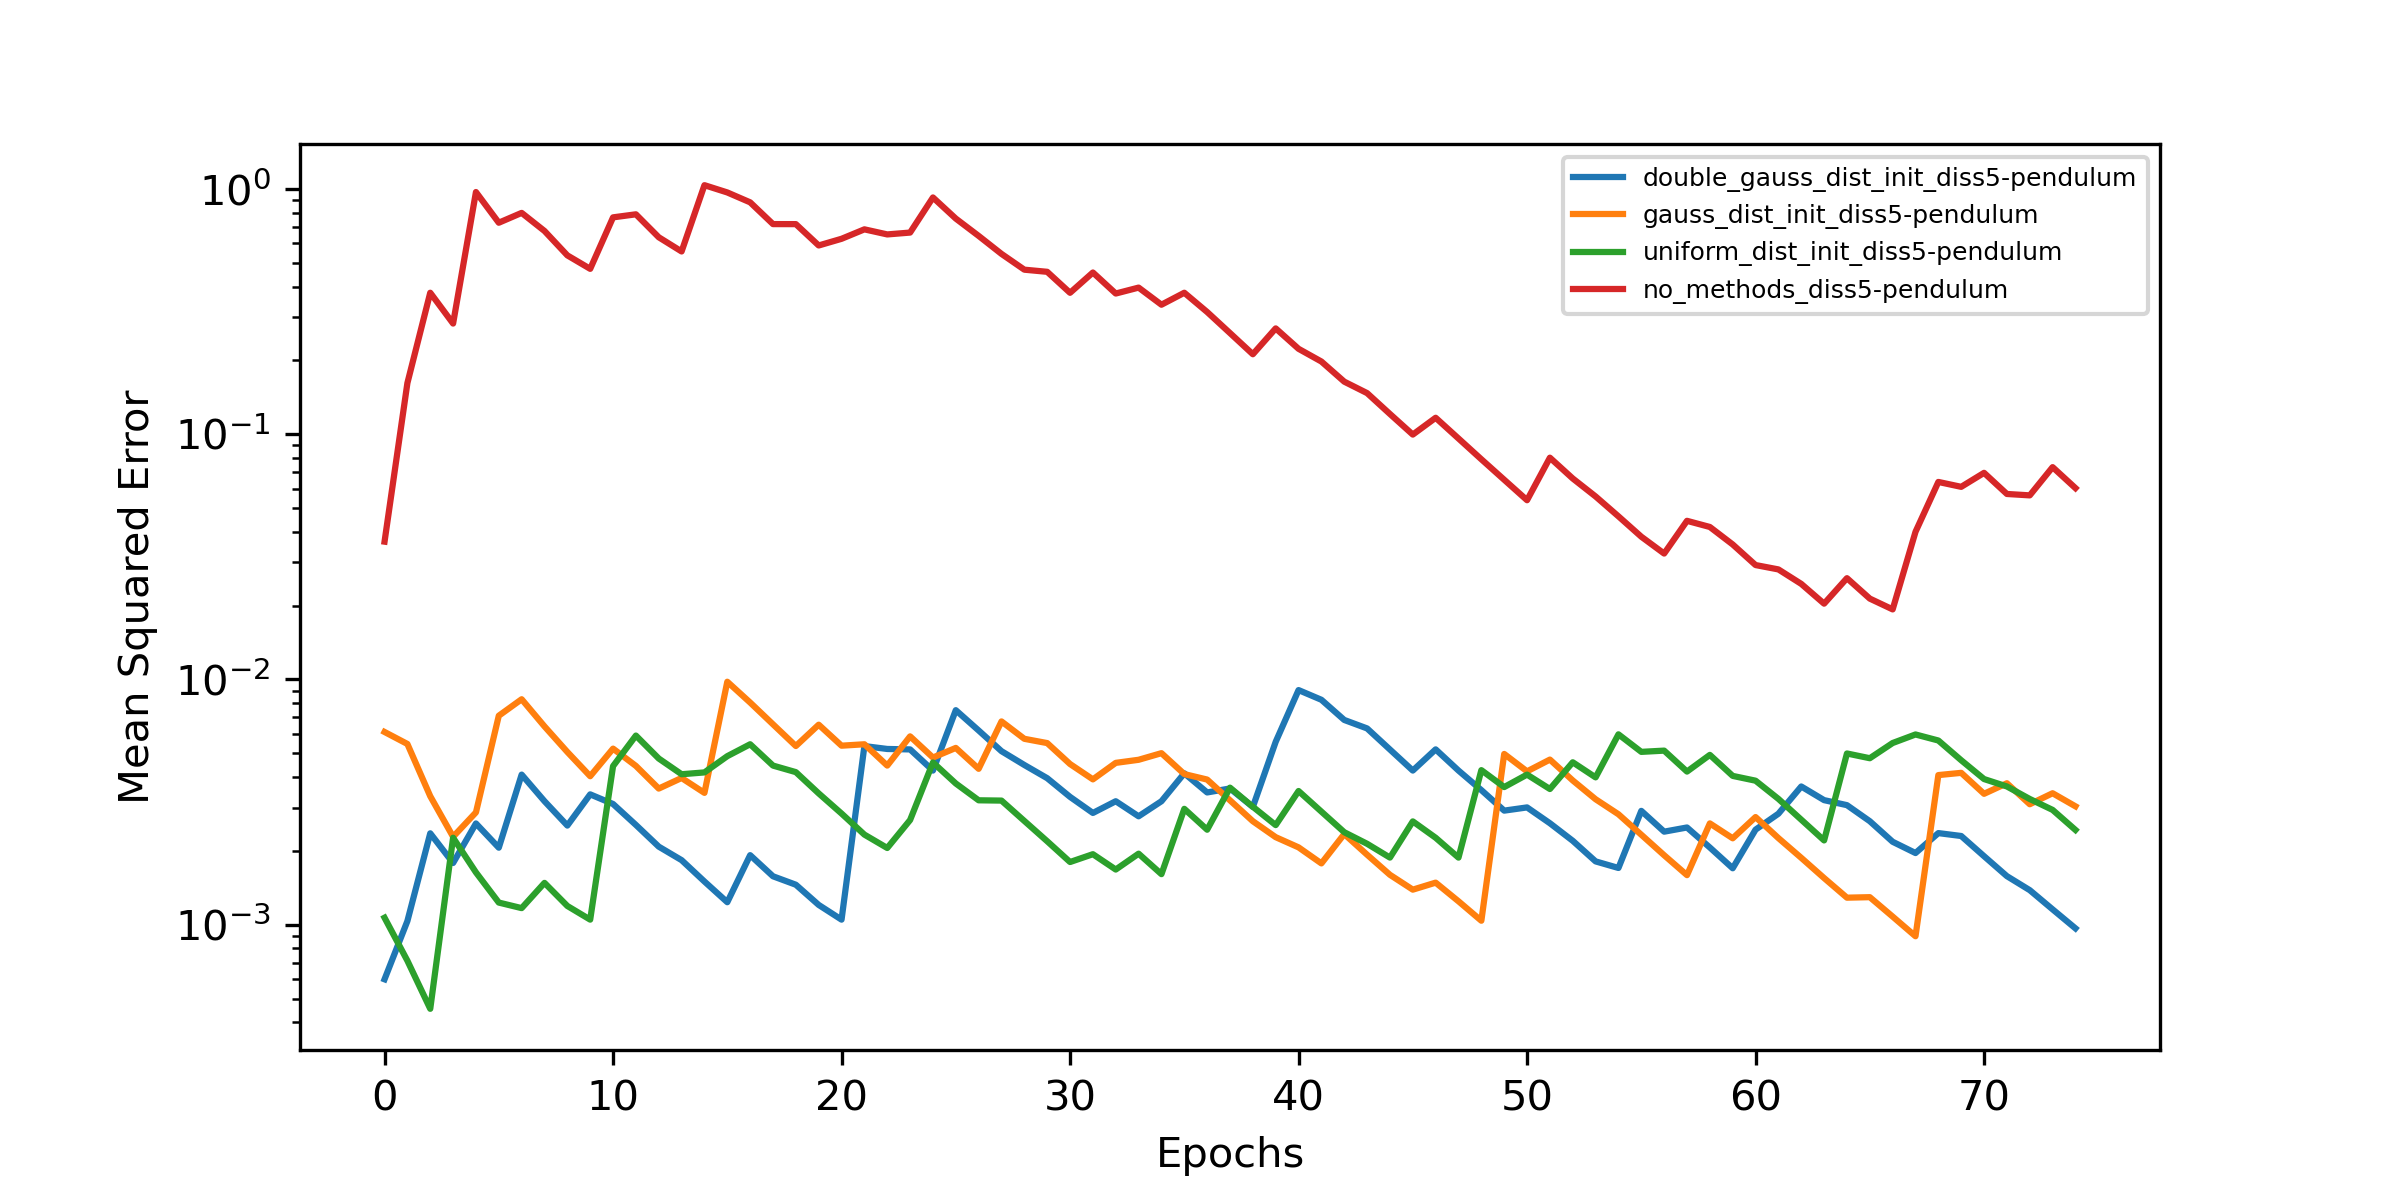 double_gauss_dist_init_diss5-pendulum
gauss_dist_init_diss5-pendulum
uniform_dist_init_diss5-pendulum
no_methods_diss5-pendulum
Mean Squared Error
10⁰
10⁻¹
10⁻²
10⁻³
0 10 20 30 40 50 60 70
Epochs